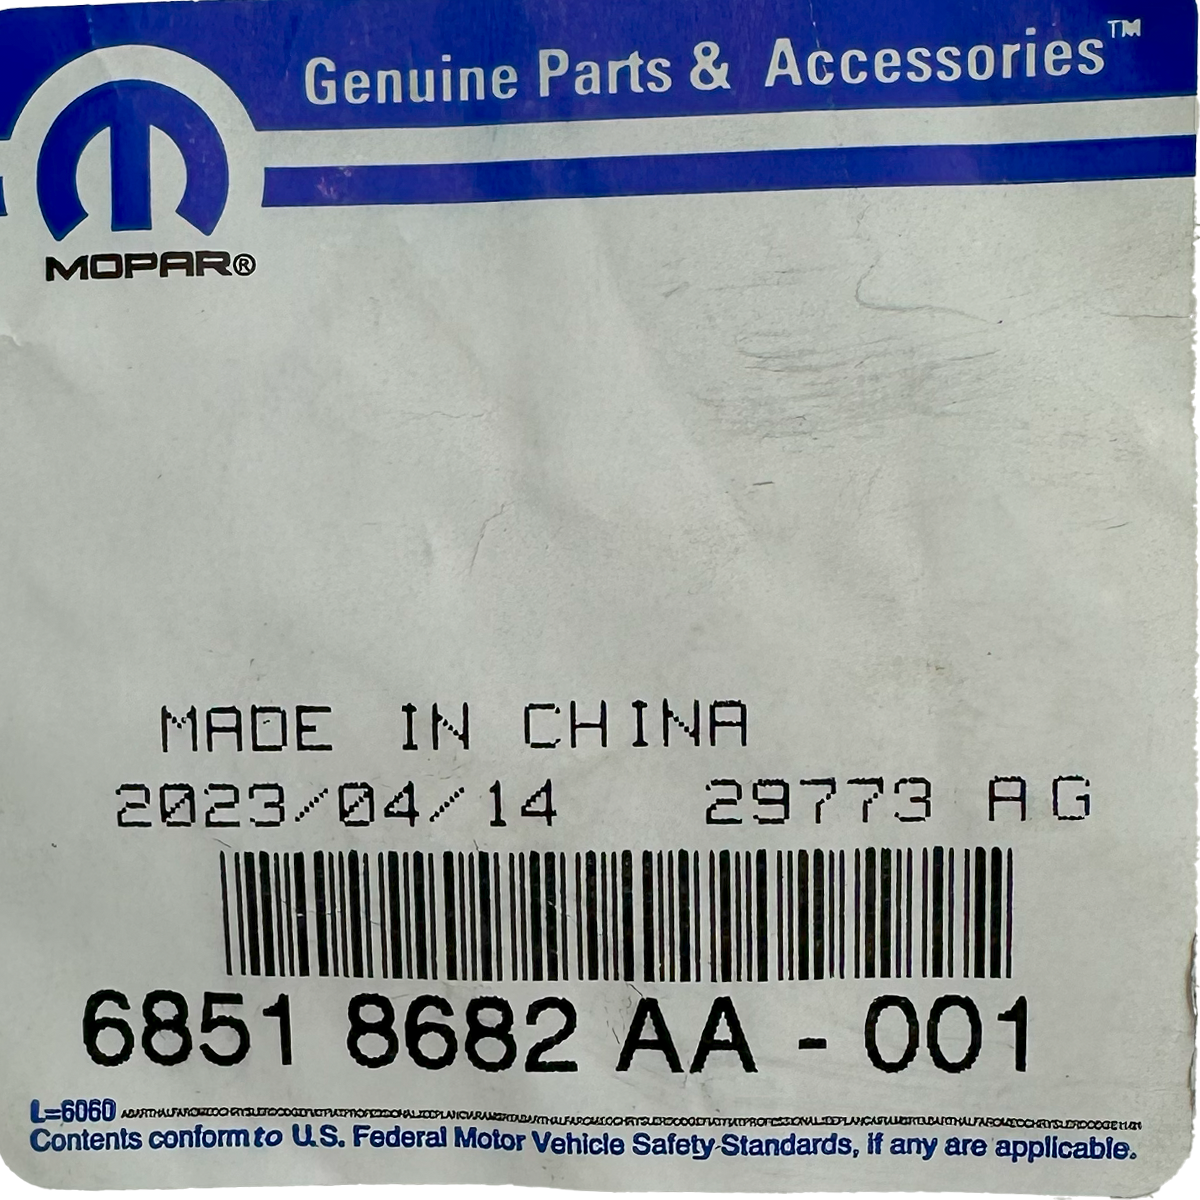 Genuine Parts & Accessories™
MOPAR®
MADE IN CHINA
2023/04/14 29773 AG
6851 8682 AA - 001
L=6060
Contents conform to U.S. Federal Motor Vehicle Safety Standards, if any are applicable.